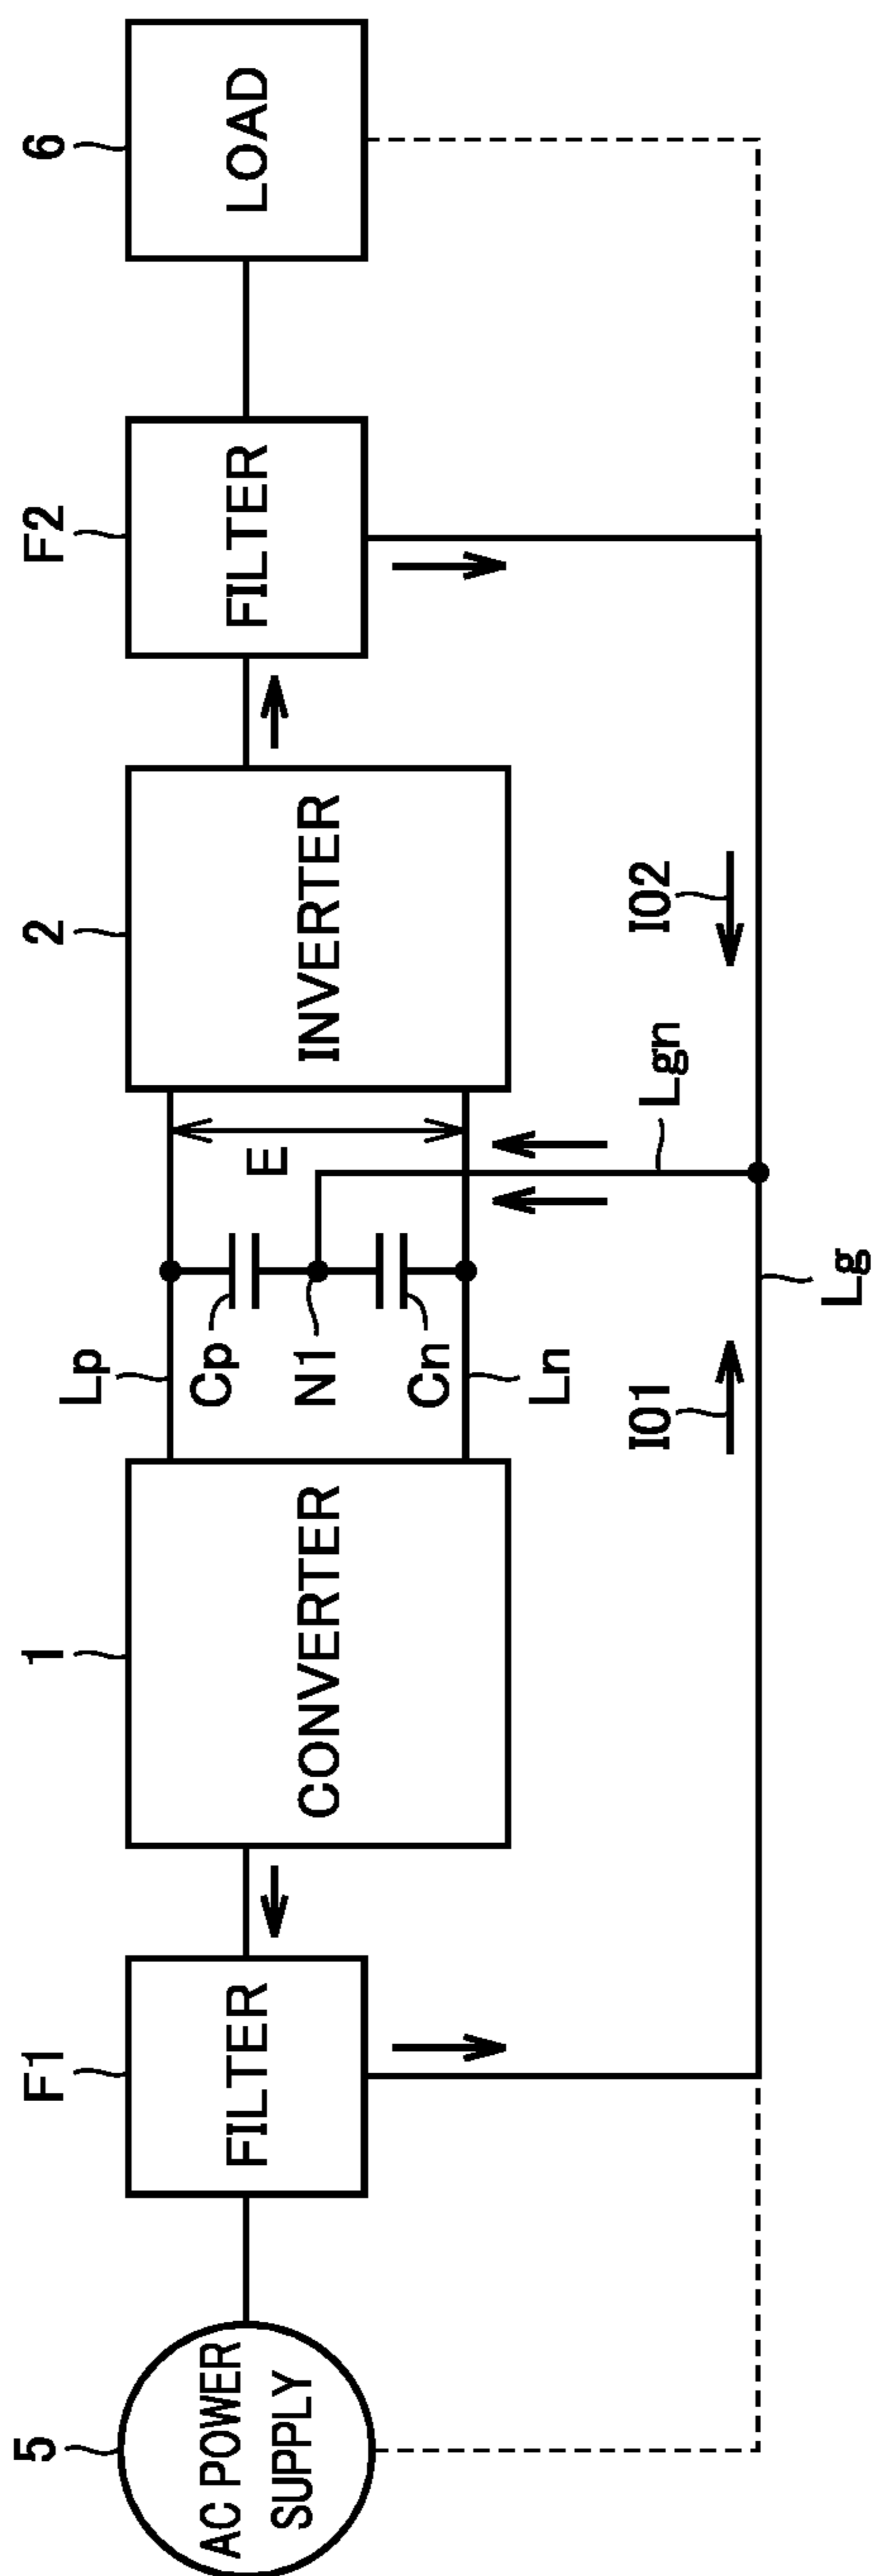 5
F1
1
2
F2
6
AC POWER
SUPPLY
FILTER
CONVERTER
INVERTER
FILTER
LOAD
Lp
Cp
N1
Cn
Ln
E
I01
I02
Lgn
Lg